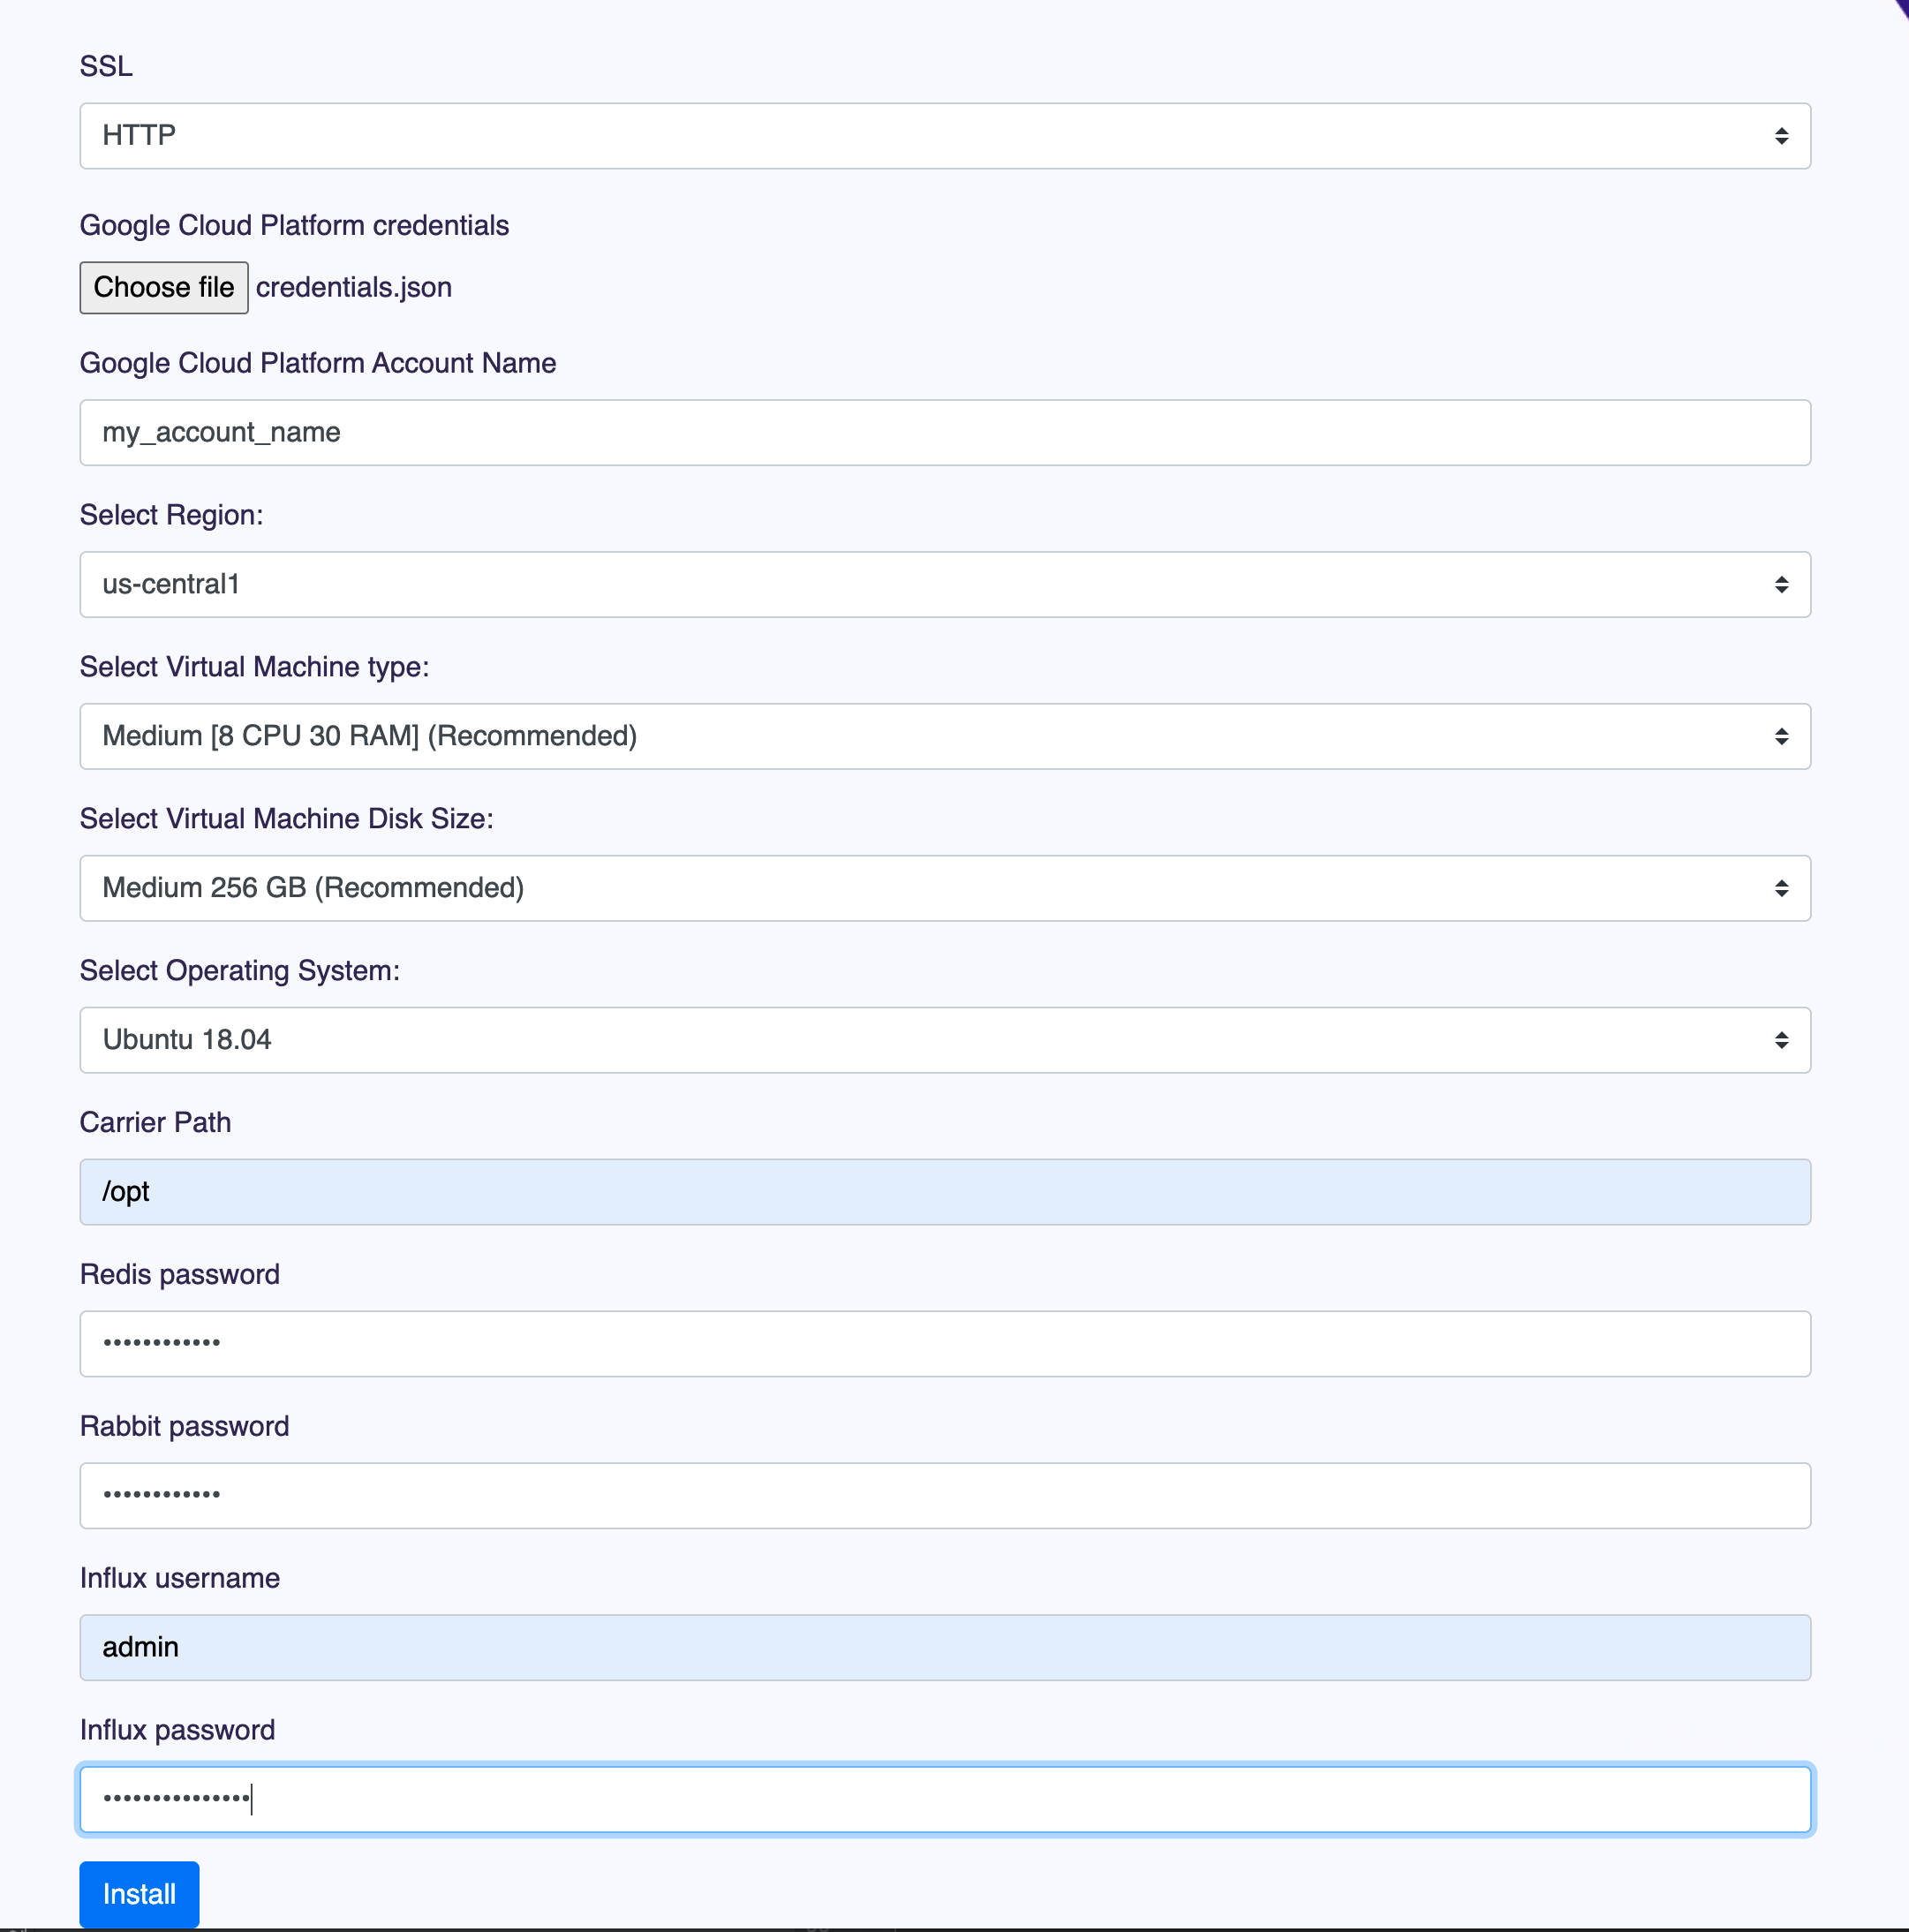 SSL
HTTP
Google Cloud Platform credentials
Choose file credentials.json
Google Cloud Platform Account Name
my_account_name
Select Region:
us-central1
Select Virtual Machine type:
Medium [8 CPU 30 RAM] (Recommended)
Select Virtual Machine Disk Size:
Medium 256 GB (Recommended)
Select Operating System:
Ubuntu 18.04
Carrier Path
/opt
Redis password
••••••••••••
Rabbit password
••••••••••••
Influx username
admin
Influx password
•••••••••••••••
Install